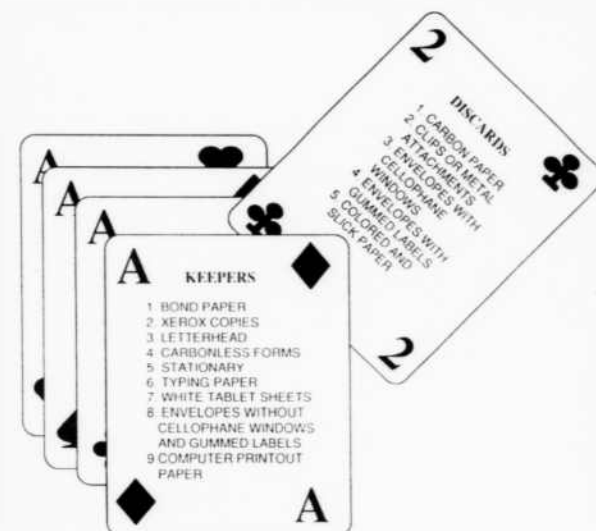 A
A
A
A
KEEPERS
1. BOND PAPER
2. XEROX COPIES
3. LETTERHEAD
4 CARBONLESS FORMS
5 STATIONARY
6 TYPING PAPER
7. WHITE TABLET SHEETS
8 ENVELOPES WITHOUT
CELLOPHANE WINDOWS
AND GUMMED LABELS
9 COMPUTER PRINTOUT
PAPER
A
2
DISCARDS
1. CARBON PAPER
2. CLIPS OR METAL
ATTACHMENTS
3. ENVELOPES WITH
CELLOPHANE
WINDOWS
4. ENVELOPES WITH
GUMMED LABELS
5. COLORED AND
SLICK PAPER
2